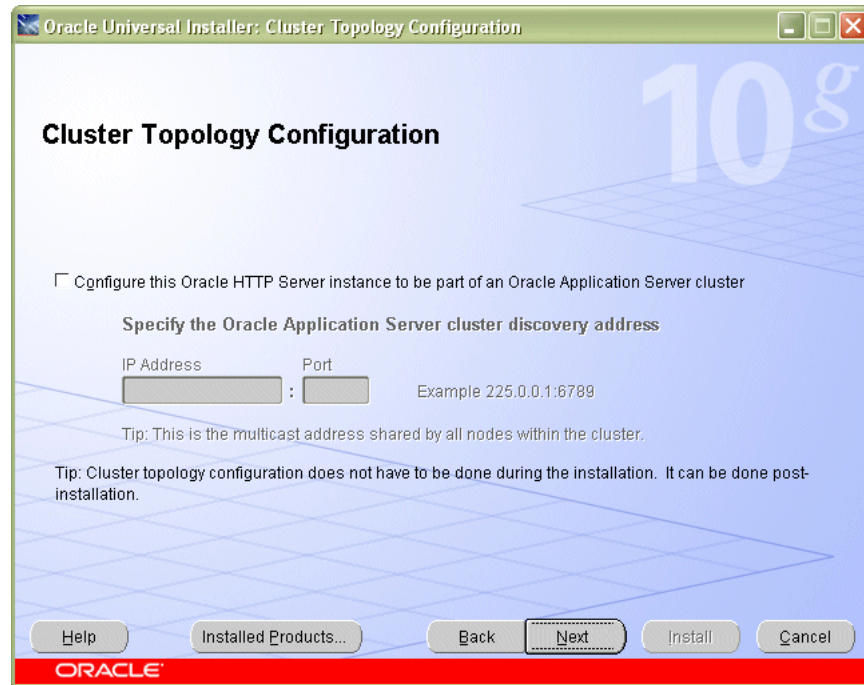 Oracle Universal Installer: Cluster Topology Configuration
10g
Cluster Topology Configuration
Configure this Oracle HTTP Server instance to be part of an Oracle Application Server cluster
Specify the Oracle Application Server cluster discovery address
IP Address Port
: Example 225.0.0.1:6789
Tip: This is the multicast address shared by all nodes within the cluster.
Tip: Cluster topology configuration does not have to be done during the installation. It can be done post-
installation.
Help Installed Products... Back Next Install Cancel
ORACLE